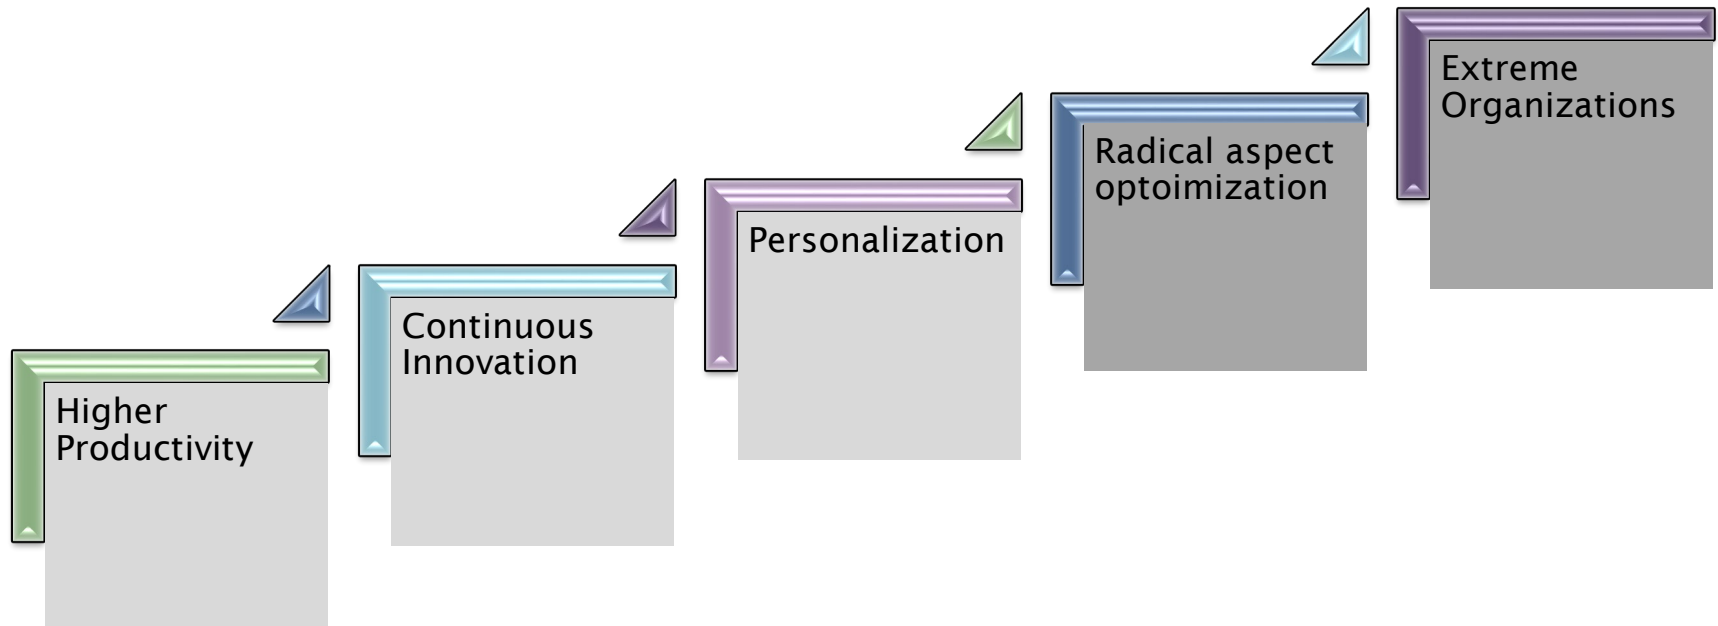 Higher
Productivity
Continuous
Innovation
Personalization
Radical aspect
optoimization
Extreme
Organizations